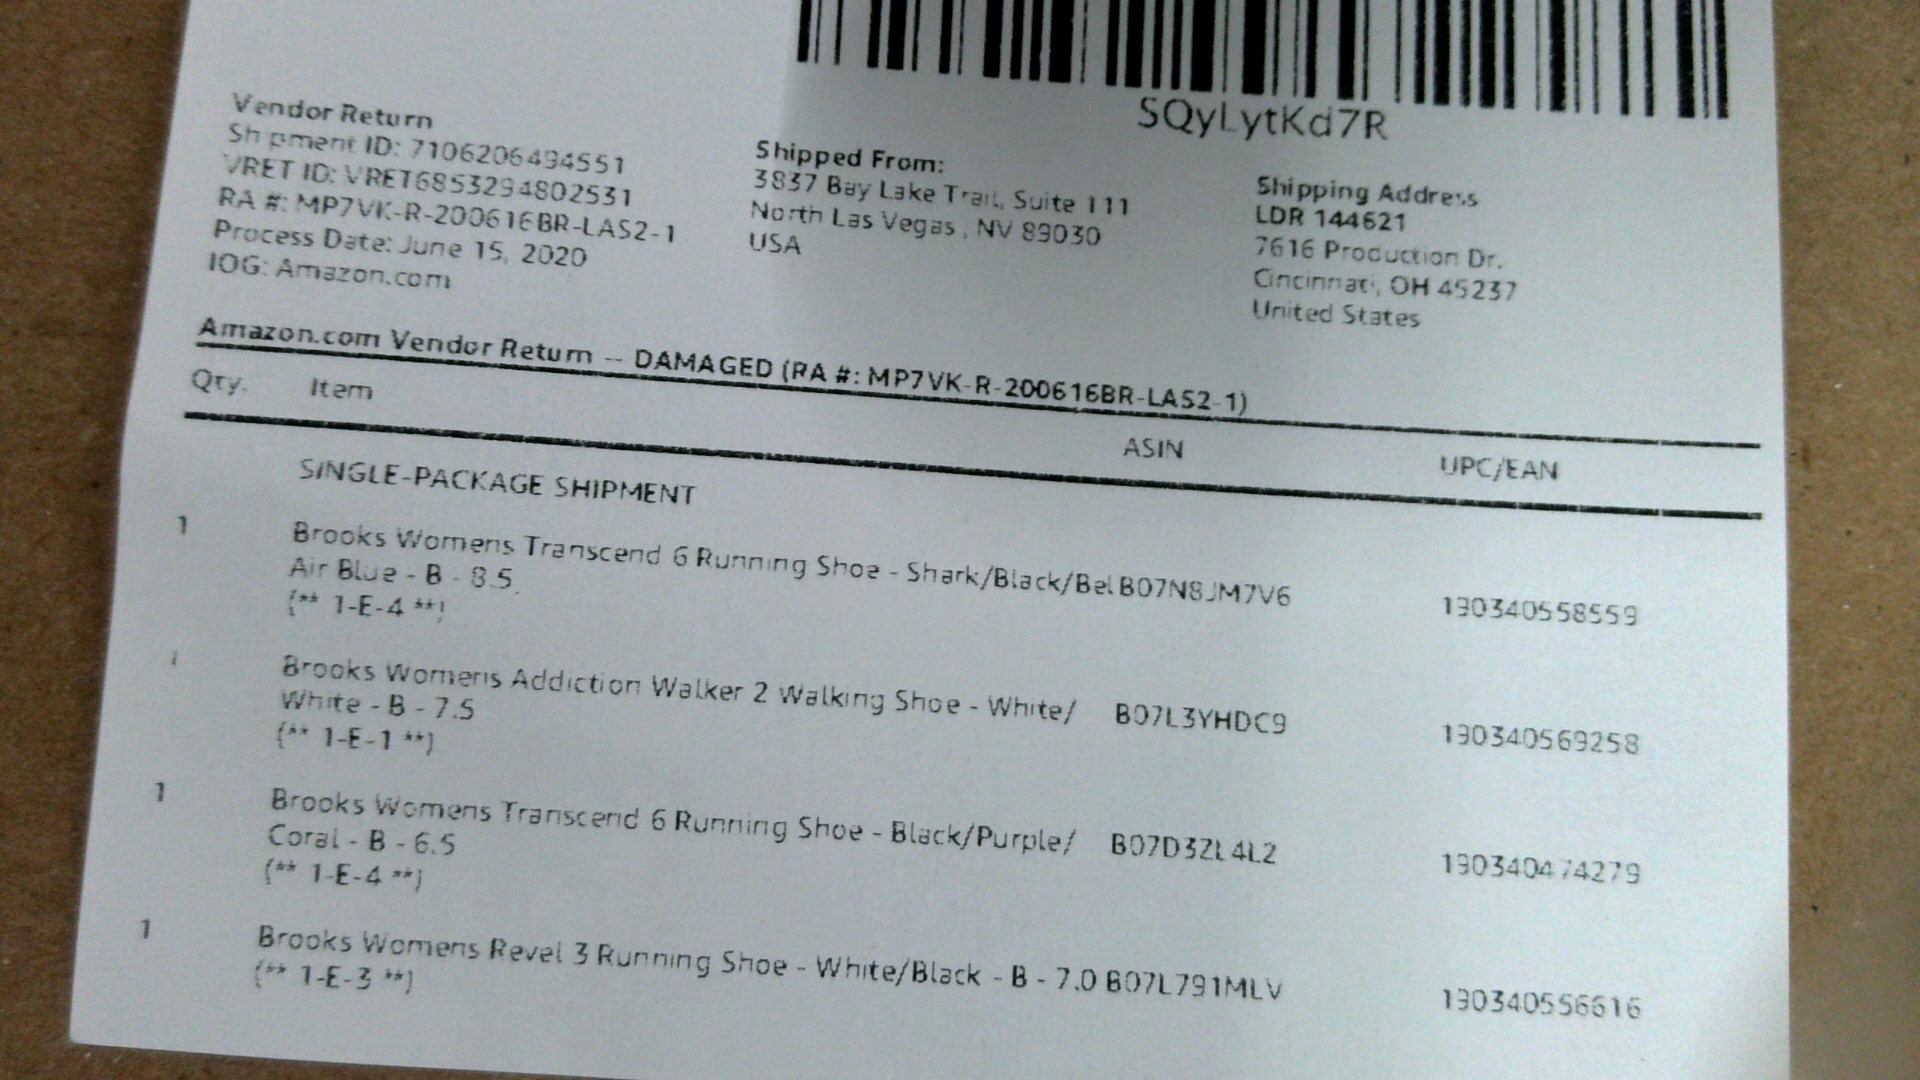 SQyLytKd7R
Vendor Return
Shipment ID: 7106206494551
VRET ID: VRET6853294802531
RA #: MP7VK-R-200616BR-LAS2-1
Process Date: June 15, 2020
IOG: Amazon.com
Shipped From:
3837 Bay Lake Trail, Suite 111
North Las Vegas , NV 89030
USA
Shipping Address
LDR 144621
7616 Production Dr.
Cincinnati, OH 45237
United States
Amazon.com Vendor Return -- DAMAGED (RA #: MP7VK-R-200616BR-LAS2-1)
Qty. Item ASIN UPC/EAN
SINGLE-PACKAGE SHIPMENT
1 Brooks Womens Transcend 6 Running Shoe - Shark/Black/Bel B07N8JM7V6 190340558559
Air Blue - B - 8.5
(** 1-E-4 **)
1 Brooks Womens Addiction Walker 2 Walking Shoe - White/ B07L3YHDC9 190340569258
White - B - 7.5
(** 1-E-1 **)
1 Brooks Womens Transcend 6 Running Shoe - Black/Purple/ B07D3ZL4L2 190340474279
Coral - B - 6.5
(** 1-E-4 **)
1 Brooks Womens Revel 3 Running Shoe - White/Black - B - 7.0 B07L791MLV 190340556616
(** 1-E-3 **)